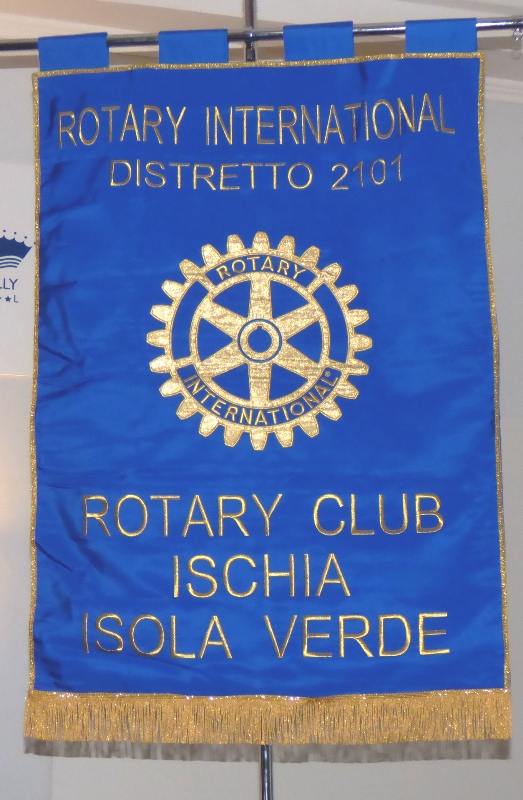 ROTARY INTERNATIONAL
DISTRETTO 2101
ROTARY
INTERNATIONAL
ROTARY CLUB
ISCHIA
ISOLA VERDE